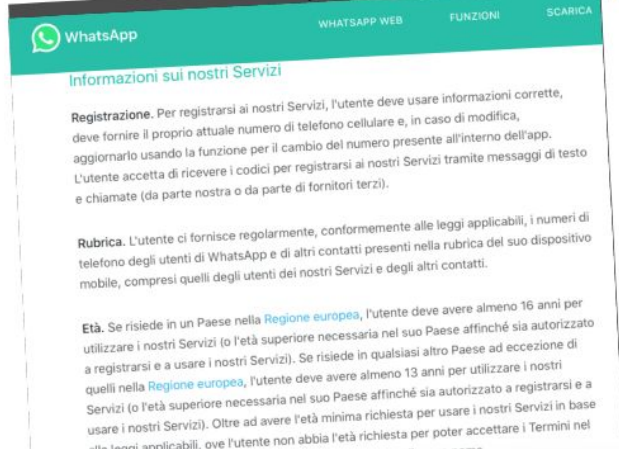 WhatsApp
WHATSAPP WEB
FUNZIONI
SCARICA
Informazioni sui nostri Servizi
Registrazione. Per registrarsi ai nostri Servizi, l'utente deve usare informazioni corrette,
deve fornire il proprio attuale numero di telefono cellulare e, in caso di modifica,
aggiornarlo usando la funzione per il cambio del numero presente all'interno dell'app.
L'utente accetta di ricevere i codici per registrarsi ai nostri Servizi tramite messaggi di testo
e chiamate (da parte nostra o da parte di fornitori terzi).
Rubrica. L'utente ci fornisce regolarmente, conformemente alle leggi applicabili, i numeri di
telefono degli utenti di WhatsApp e di altri contatti presenti nella rubrica del suo dispositivo
mobile, compresi quelli degli utenti dei nostri Servizi e degli altri contatti.
Età. Se risiede in un Paese nella Regione europea, l'utente deve avere almeno 16 anni per
utilizzare i nostri Servizi (o l'età superiore necessaria nel suo Paese affinché sia autorizzato
a registrarsi e a usare i nostri Servizi). Se risiede in qualsiasi altro Paese ad eccezione di
quelli nella Regione europea, l'utente deve avere almeno 13 anni per utilizzare i nostri
Servizi (o l'età superiore necessaria nel suo Paese affinché sia autorizzato a registrarsi e a
usare i nostri Servizi). Oltre ad avere l'età minima richiesta per usare i nostri Servizi in base
leggi applicabili, ove l'utente non abbia l'età richiesta per poter accettare i Termini nel